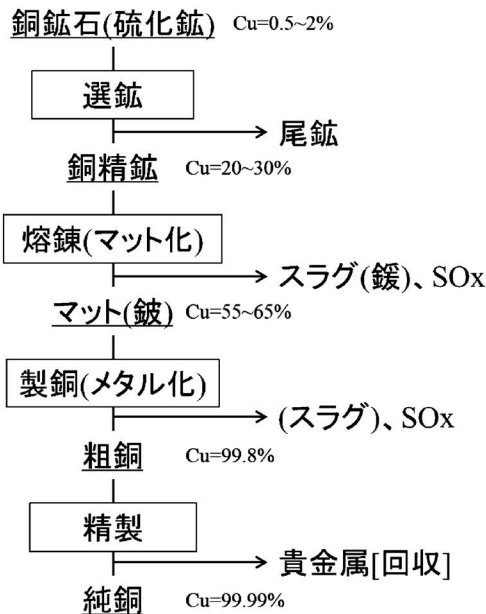 銅鉱石(硫化鉱) Cu=0.5~2%
選鉱
尾鉱
銅精鉱 Cu=20~30%
熔錬(マット化)
スラグ(鍰)、SOx
マット(鈹) Cu=55~65%
製銅(メタル化)
(スラグ)、SOx
粗銅 Cu=99.8%
精製
貴金属[回収]
純銅 Cu=99.99%